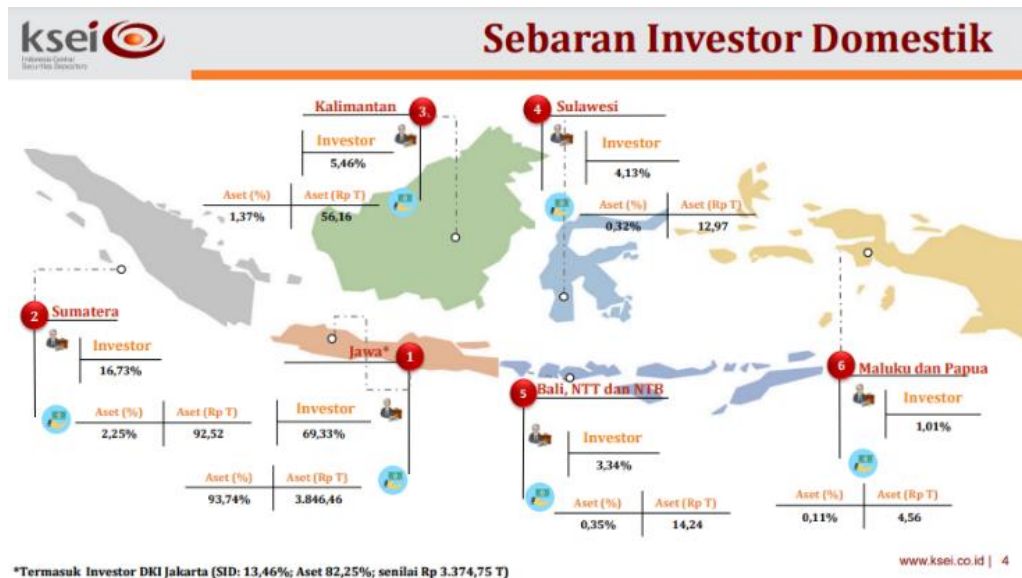 ksei
Indonesia Central
Securities Depository
Sebaran Investor Domestik
Kalimantan
3
Investor
5,46%
Aset (%) Aset (Rp T)
1,37% 56,16
4 Sulawesi
Investor
4,13%
Aset (%) Aset (Rp T)
0,32% 12,97
2 Sumatera
Investor
16,73%
Aset (%) Aset (Rp T)
2,25% 92,52
Jawa* 1
Investor
69,33%
Aset (%) Aset (Rp T)
93,74% 3.846,46
5 Bali, NTT dan NTB
Investor
3,34%
Aset (%) Aset (Rp T)
0,35% 14,24
6 Maluku dan Papua
Investor
1,01%
Aset (%) Aset (Rp T)
0,11% 4,56
*Termasuk Investor DKI Jakarta (SID: 13,46%; Aset 82,25%; senilai Rp 3.374,75 T)
www.ksei.co.id | 4